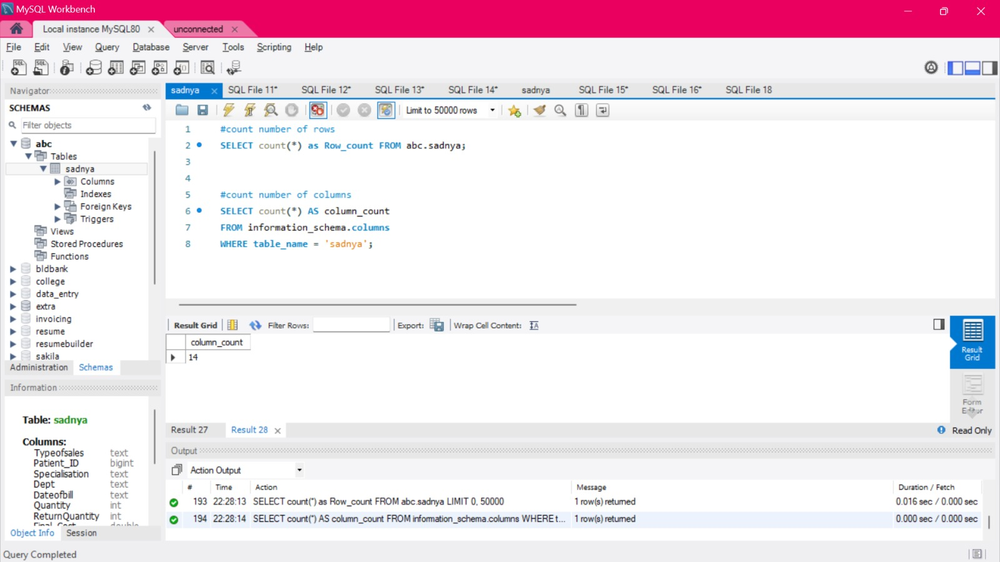 MySQL Workbench
Local instance MySQL80
unconnected
File Edit View Query Database Server Tools Scripting Help
Navigator
SCHEMAS
Filter objects
abc
Tables
sadnya
Columns
Indexes
Foreign Keys
Triggers
Views
Stored Procedures
Functions
bldbank
college
data_entry
extra
invoicing
resume
resumebuilder
sakila
Administration Schemas
Information
Table: sadnya
Columns:
Typeofsales text
Patient_ID bigint
Specialisation text
Dept text
Dateofbill text
Quantity int
ReturnQuantity int
Final_Cost double
Object Info Session
Query Completed
sadnya SQL File 11* SQL File 12* SQL File 13* SQL File 14* sadnya SQL File 15* SQL File 16* SQL File 18
Limit to 50000 rows
1 #count number of rows
2 SELECT count(*) as Row_count FROM abc.sadnya;
3
4
5 #count number of columns
6 SELECT count(*) AS column_count
7 FROM information_schema.columns
8 WHERE table_name = 'sadnya';
Result Grid Filter Rows: Export: Wrap Cell Content:
column_count
14
Result Grid
Form Editor
Result 27 Result 28 Read Only
Output
Action Output
# Time Action Message Duration / Fetch
193 22:28:13 SELECT count(*) as Row_count FROM abc.sadnya LIMIT 0, 50000 1 row(s) returned 0.016 sec / 0.000 sec
194 22:28:14 SELECT count(*) AS column_count FROM information_schema.columns WHERE t... 1 row(s) returned 0.000 sec / 0.000 sec